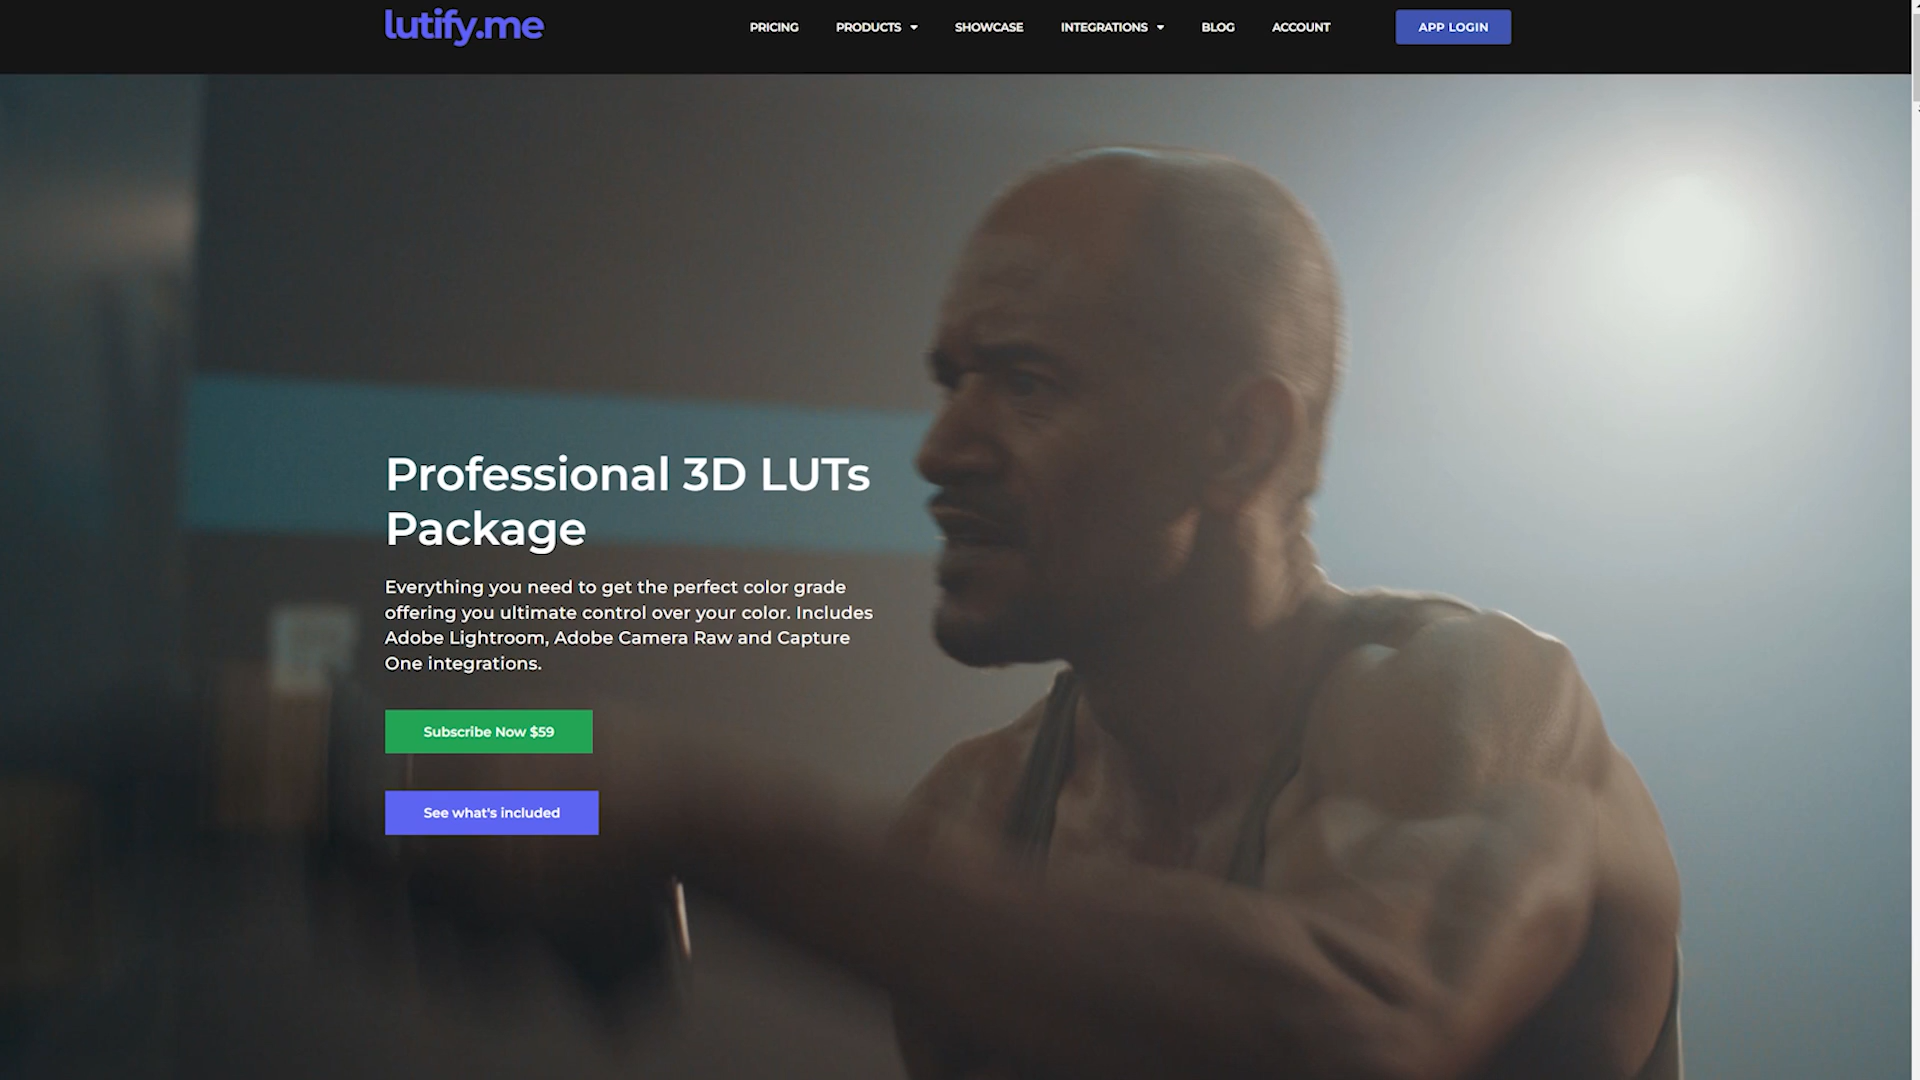 lutify.me
PRICING
PRODUCTS
SHOWCASE
INTEGRATIONS
BLOG
ACCOUNT
APP LOGIN
Professional 3D LUTs
Package
Everything you need to get the perfect color grade
offering you ultimate control over your color. Includes
Adobe Lightroom, Adobe Camera Raw and Capture
One integrations.
Subscribe Now $59
See what's included